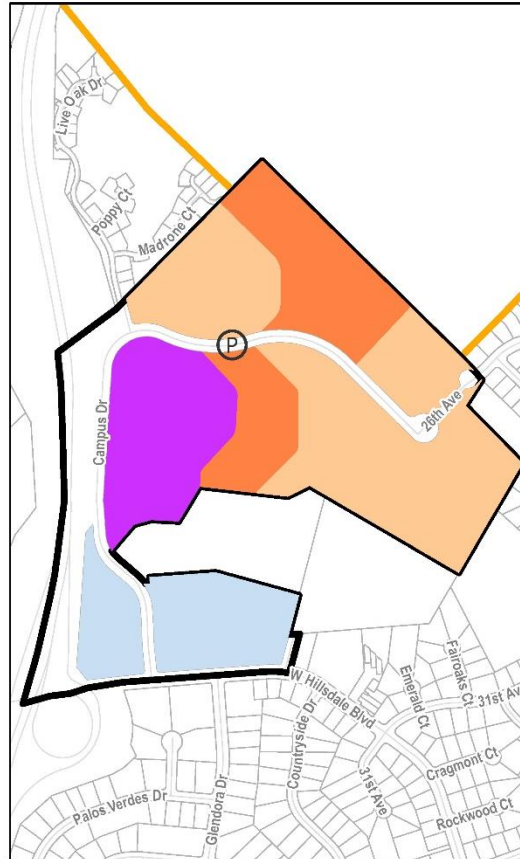 Live Oak Dr
Poppy Ct
Madrone Ct
P
Campus Dr
26th Ave
W Hillsdale Blvd
Countryside Dr
Emerald Ct
Fairoaks Ct
31st Av
31st Ave
Cragmont Ct
Glendora Dr
Palos Verdes Dr
Rockwood Ct